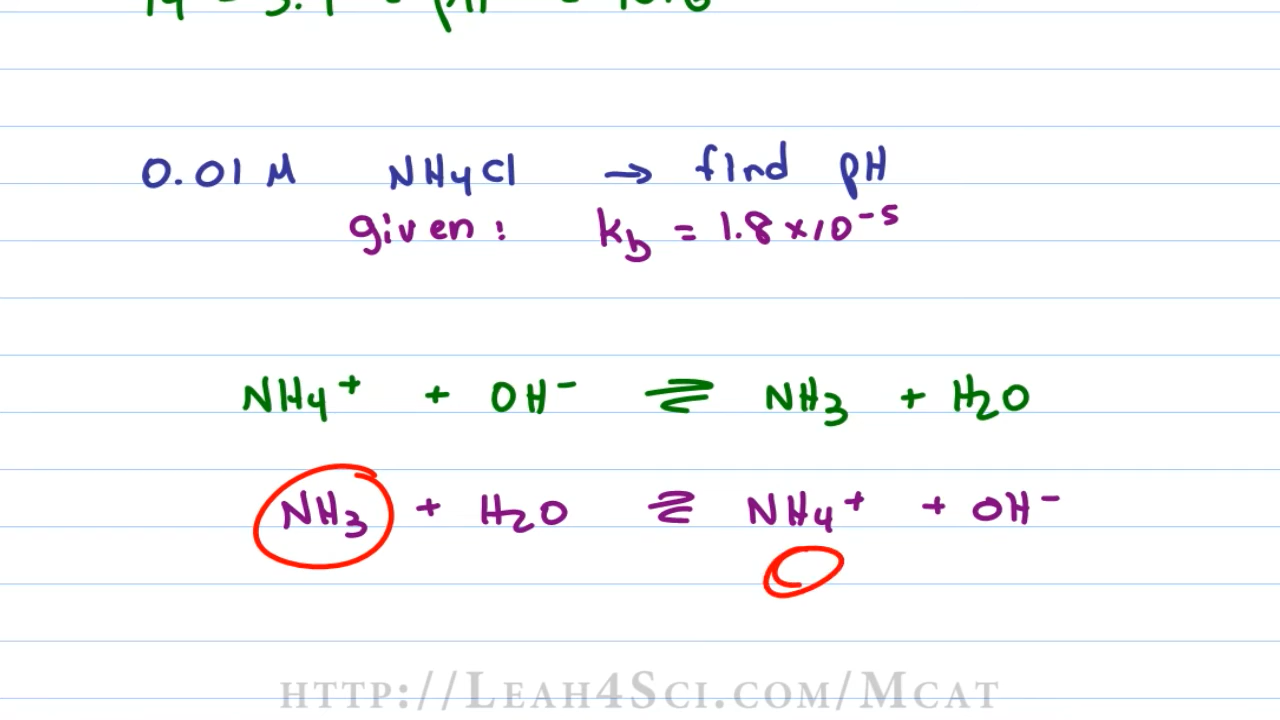 0.01 M NH4Cl → find pH
given: kb = 1.8×10⁻⁵
NH4⁺ + OH⁻ ⇌ NH3 + H2O
NH3 + H2O ⇌ NH4⁺ + OH⁻
HTTP://LEAH4SCI.COM/MCAT